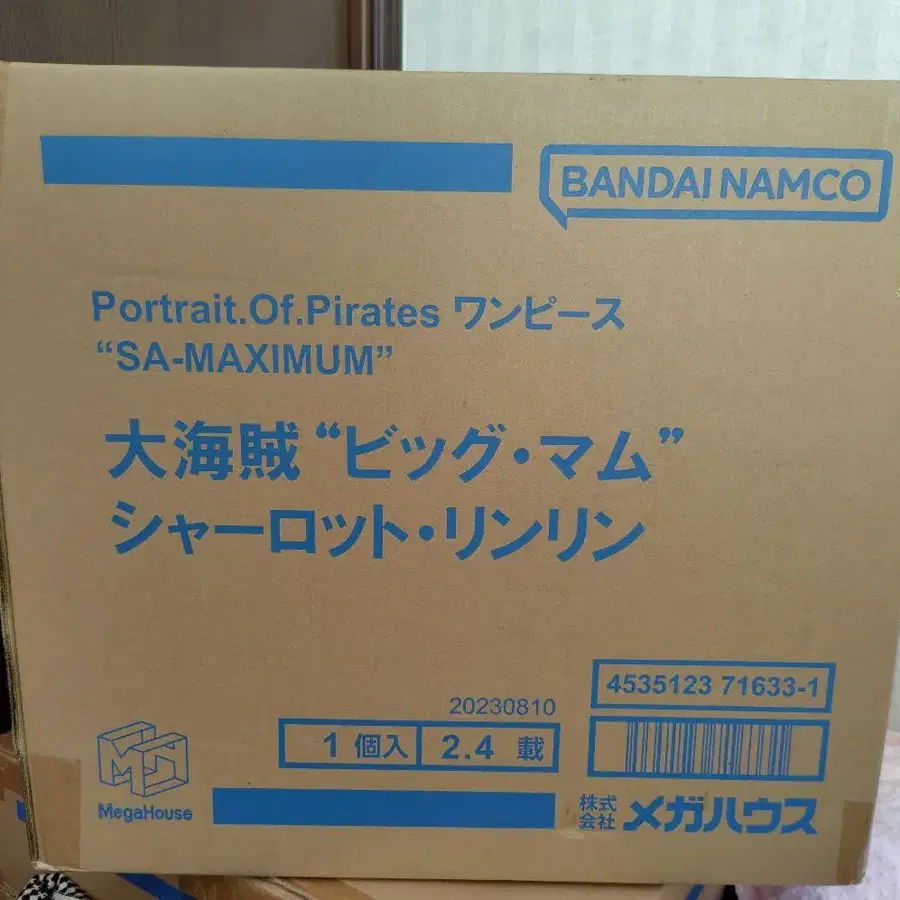 BANDAI NAMCO
Portrait.Of.Pirates ワンピース
“SA-MAXIMUM”
大海賊 “ビッグ・マム”
シャーロット・リンリン
4535123 71633-1
20230810
1 個入 2.4 載
MegaHouse
株式会社 メガハウス